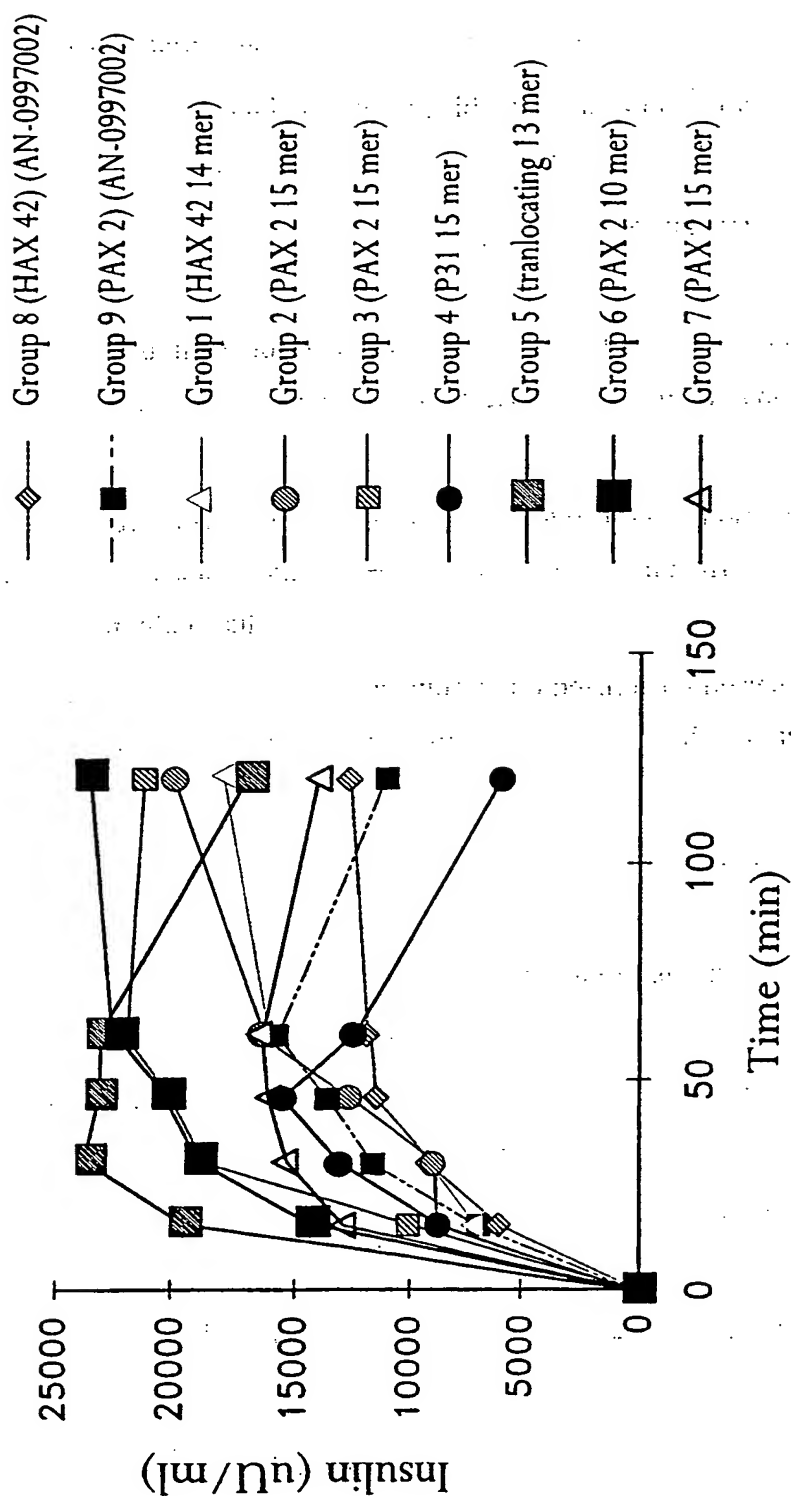 Group 8 (HAX 42) (AN-0997002)
Group 9 (PAX 2) (AN-0997002)
Group 1 (HAX 42 14 mer)
Group 2 (PAX 2 15 mer)
Group 3 (PAX 2 15 mer)
Group 4 (P31 15 mer)
Group 5 (tranlocating 13 mer)
Group 6 (PAX 2 10 mer)
Group 7 (PAX 2 15 mer)
Insulin (uU/ml)
25000
20000
15000
10000
5000
0
0
50
100
150
Time (min)